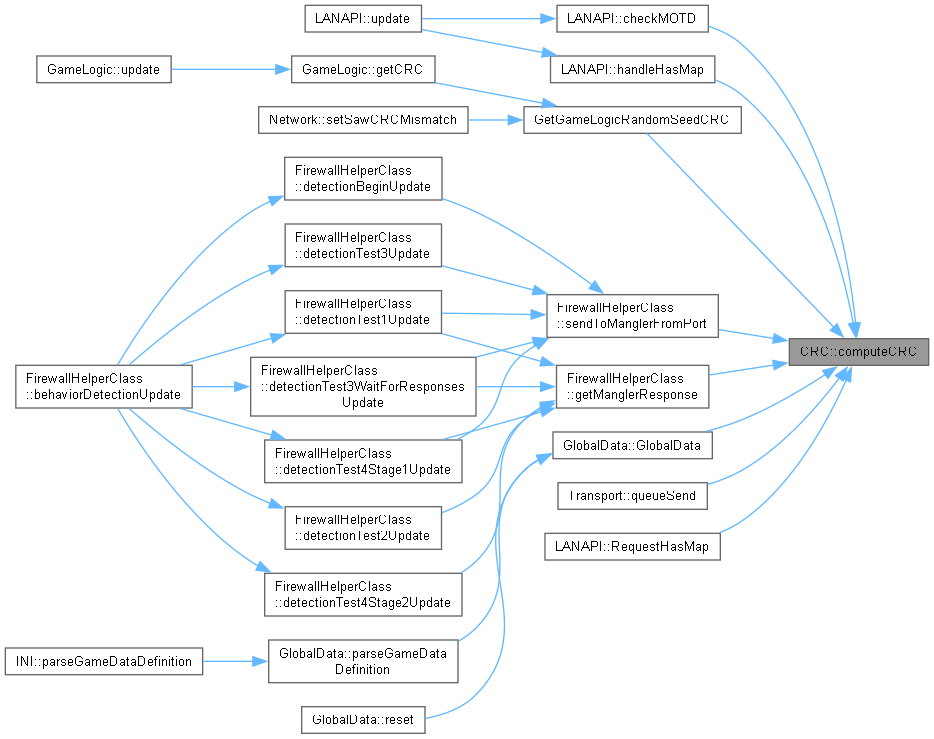 LANAPI::update
LANAPI::checkMOTD
GameLogic::update
GameLogic::getCRC
LANAPI::handleHasMap
Network::setSawCRCMismatch
GetGameLogicRandomSeedCRC
FirewallHelperClass
::detectionBeginUpdate
FirewallHelperClass
::detectionTest3Update
FirewallHelperClass
::detectionTest1Update
FirewallHelperClass
::sendToManglerFromPort
CRC::computeCRC
FirewallHelperClass
::behaviorDetectionUpdate
FirewallHelperClass
::detectionTest3WaitForResponses
Update
FirewallHelperClass
::getManglerResponse
FirewallHelperClass
::detectionTest4Stage1Update
GlobalData::GlobalData
Transport::queueSend
FirewallHelperClass
::detectionTest2Update
LANAPI::RequestHasMap
FirewallHelperClass
::detectionTest4Stage2Update
INI::parseGameDataDefinition
GlobalData::parseGameData
Definition
GlobalData::reset